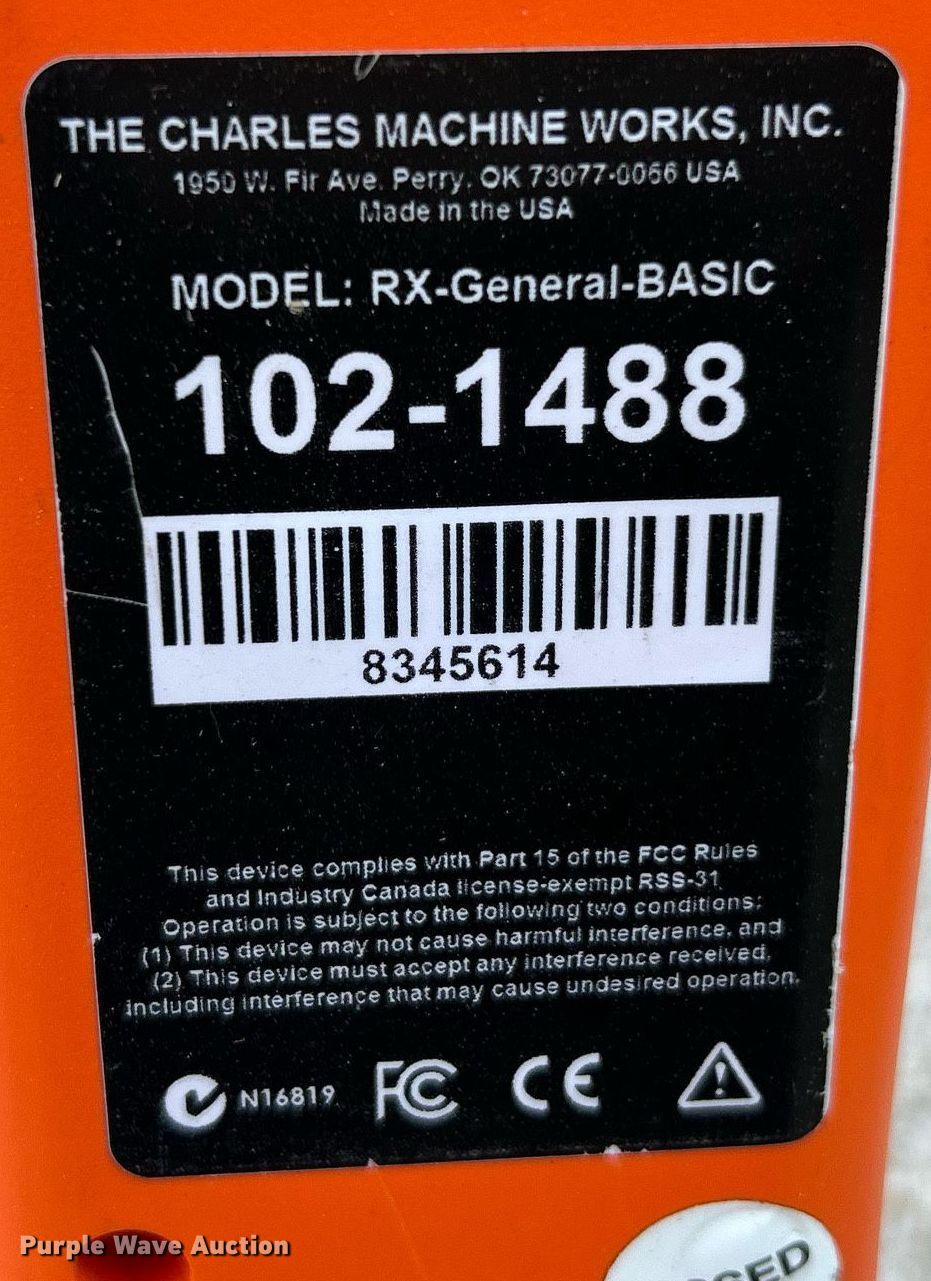 THE CHARLES MACHINE WORKS, INC.
1950 W. Fir Ave. Perry, OK 73077-0066 USA
Made in the USA
MODEL: RX-General-BASIC
102-1488
8345614
This device complies with Part 15 of the FCC Rules
and Industry Canada license-exempt RSS-31.
Operation is subject to the following two conditions:
(1) This device may not cause harmful interference, and
(2) This device must accept any interference received,
including interference that may cause undesired operation.
N16819 FC CE
Purple Wave Auction